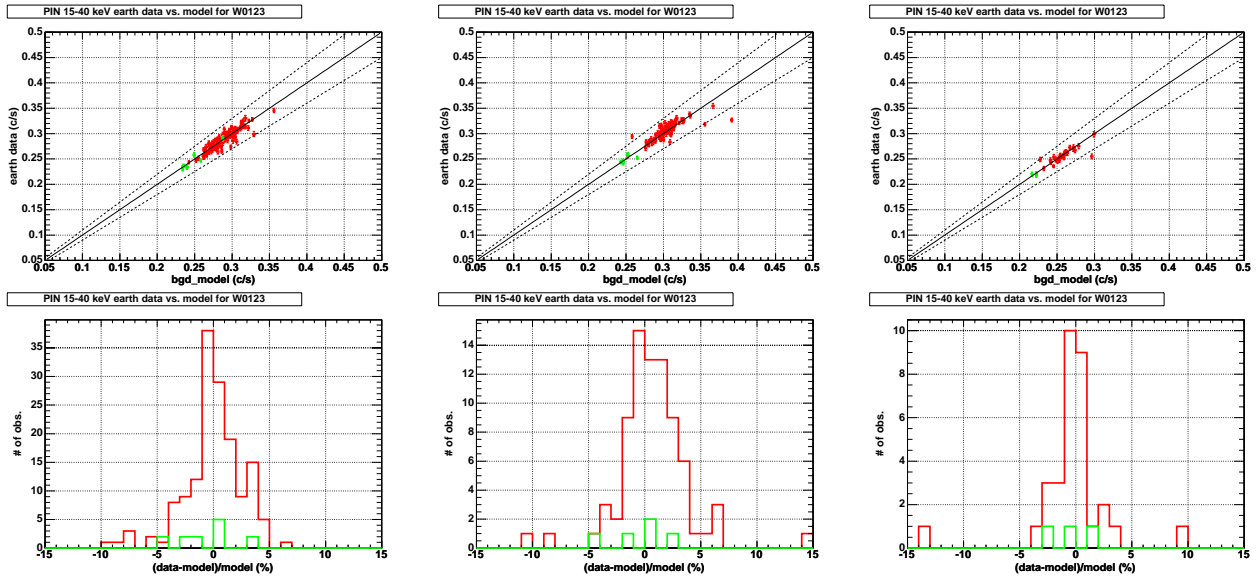 PIN 15-40 keV earth data vs. model for W0123
PIN 15-40 keV earth data vs. model for W0123
PIN 15-40 keV earth data vs. model for W0123
earth data (c/s)
0.5
0.45
0.4
0.35
0.3
0.25
0.2
0.15
0.1
0.05
0.05 0.1 0.15 0.2 0.25 0.3 0.35 0.4 0.45 0.5
bgd_model (c/s)
earth data (c/s)
0.5
0.45
0.4
0.35
0.3
0.25
0.2
0.15
0.1
0.05
0.05 0.1 0.15 0.2 0.25 0.3 0.35 0.4 0.45 0.5
bgd_model (c/s)
earth data (c/s)
0.5
0.45
0.4
0.35
0.3
0.25
0.2
0.15
0.1
0.05
0.05 0.1 0.15 0.2 0.25 0.3 0.35 0.4 0.45 0.5
bgd_model (c/s)
PIN 15-40 keV earth data vs. model for W0123
PIN 15-40 keV earth data vs. model for W0123
PIN 15-40 keV earth data vs. model for W0123
# of obs.
35
30
25
20
15
10
5
0
-15 -10 -5 0 5 10 15
(data-model)/model (%)
# of obs.
14
12
10
8
6
4
2
0
-15 -10 -5 0 5 10 15
(data-model)/model (%)
# of obs.
10
8
6
4
2
0
-15 -10 -5 0 5 10 15
(data-model)/model (%)